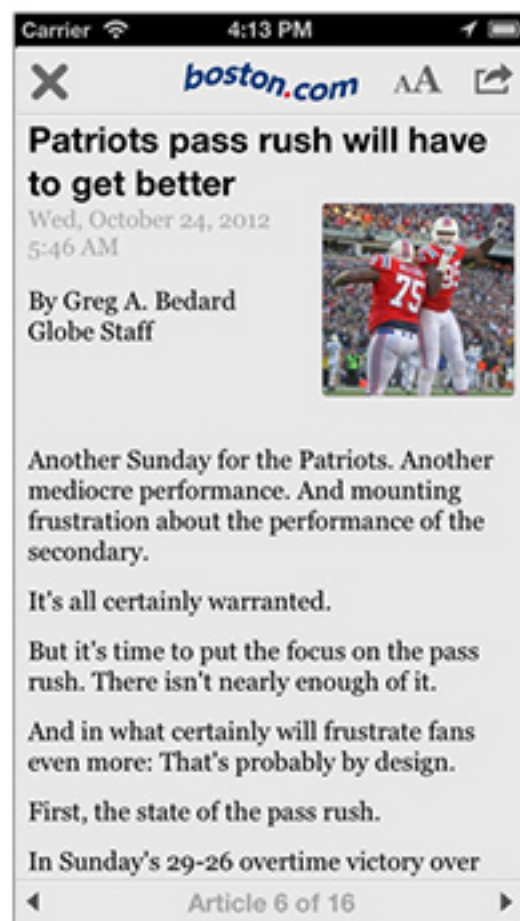 Carrier 4:13 PM
boston.com AA
Patriots pass rush will have
to get better
Wed, October 24, 2012
5:46 AM
By Greg A. Bedard
Globe Staff
75
Another Sunday for the Patriots. Another
mediocre performance. And mounting
frustration about the performance of the
secondary.
It's all certainly warranted.
But it's time to put the focus on the pass
rush. There isn't nearly enough of it.
And in what certainly will frustrate fans
even more: That's probably by design.
First, the state of the pass rush.
In Sunday's 29-26 overtime victory over
Article 6 of 16